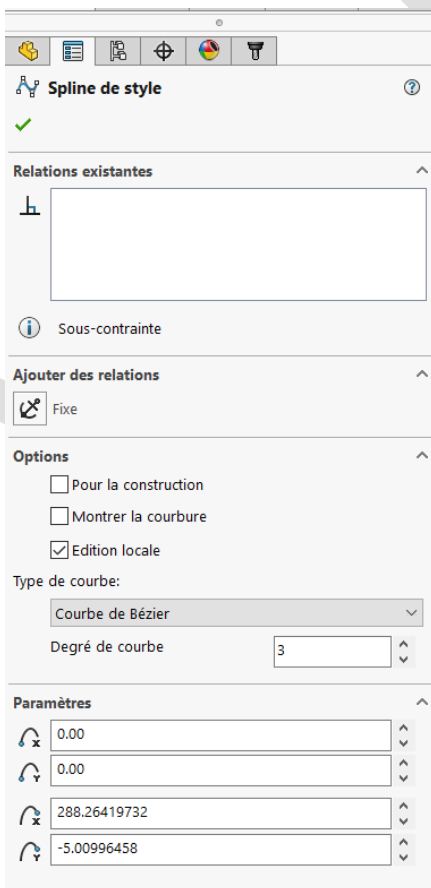 Spline de style
Relations existantes
Sous-contrainte
Ajouter des relations
Fixe
Options
Pour la construction
Montrer la courbure
Edition locale
Type de courbe:
Courbe de Bézier
Degré de courbe 3
Paramètres
0.00
0.00
288.26419732
-5.00996458